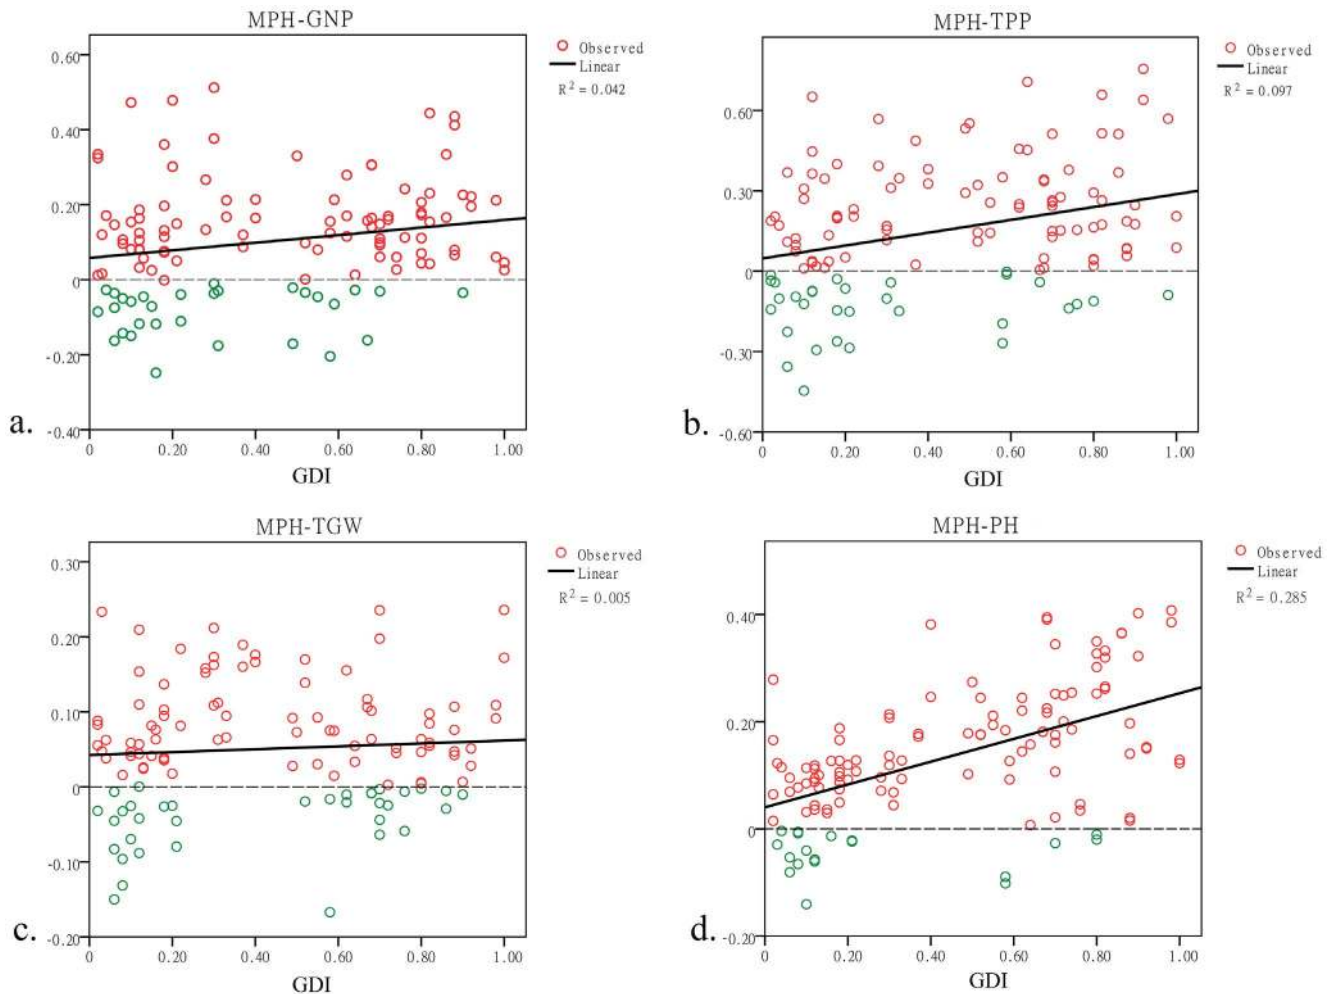 MPH-GNP
0.60
0.40
0.20
0
-0.20
-0.40
0 0.20 0.40 0.60 0.80 1.00
GDI
Observed
Linear
R² = 0.042
a.
MPH-TPP
0.60
0.30
0
-0.30
-0.60
0 0.20 0.40 0.60 0.80 1.00
GDI
Observed
Linear
R² = 0.097
b.
MPH-TGW
0.30
0.20
0.10
0
-0.10
-0.20
0 0.20 0.40 0.60 0.80 1.00
GDI
Observed
Linear
R² = 0.005
c.
MPH-PH
0.40
0.20
0
-0.20
0 0.20 0.40 0.60 0.80 1.00
GDI
Observed
Linear
R² = 0.285
d.